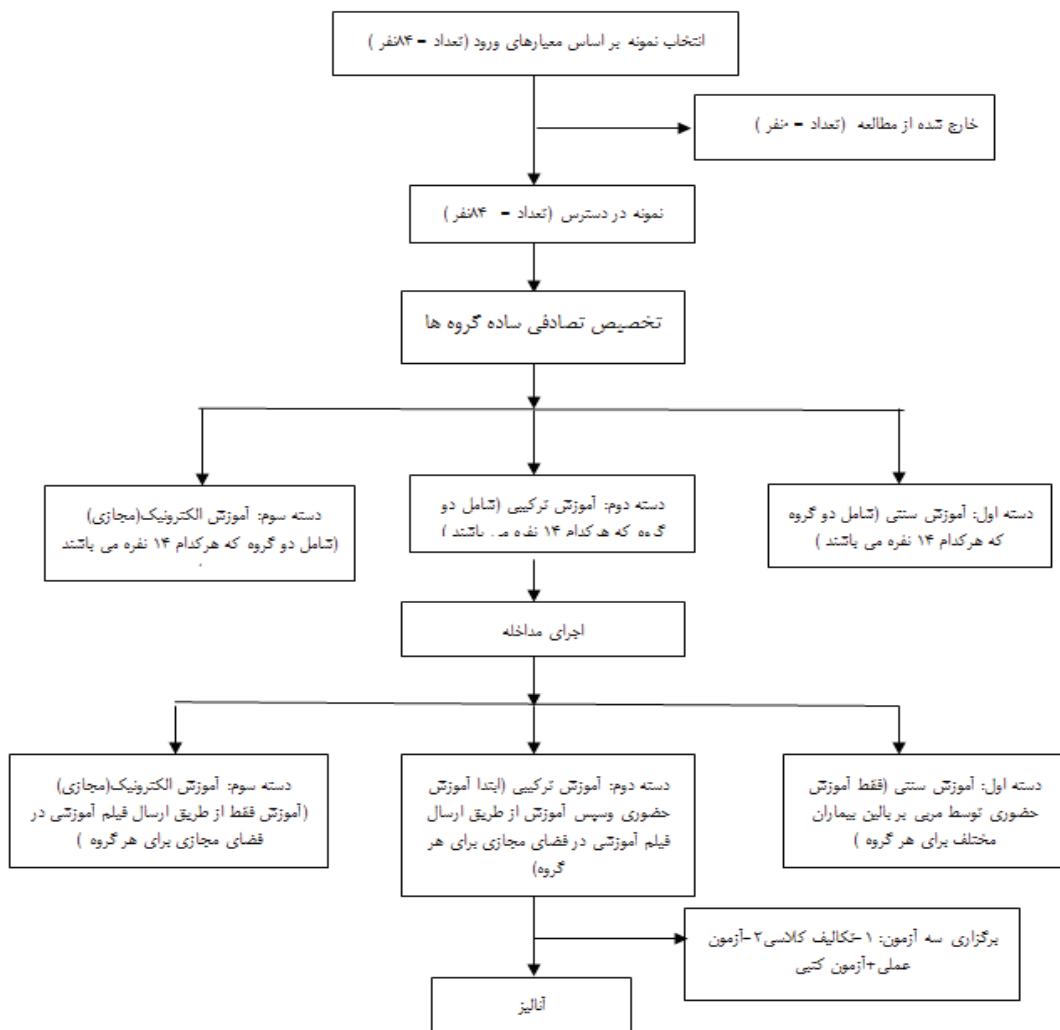 انتخاب نمونه بر اساس معیارهای ورود (تعداد = ۸۴نفر )
خارج شده از مطالعه (تعداد = ۰نفر )
نمونه در دسترس (تعداد = ۸۴نفر )
تخصیص تصادفی ساده گروه ها
دسته اول: آموزش سنتی (شامل دو گروه
که هرکدام ۱۴ نفره می باشند )
دسته دوم: آموزش ترکیبی (شامل دو
گروه که هرکدام ۱۴ نفره می باشند )
دسته سوم: آموزش الکترونیک(مجازی)
(شامل دو گروه که هرکدام ۱۴ نفره می باشند
اجرای مداخله
دسته اول: آموزش سنتی (فقط آموزش
حضوری توسط مربی بر بالین بیماران
مختلف برای هر گروه )
دسته دوم: آموزش ترکیبی (ابتدا آموزش
حضوری وسپس آموزش از طریق ارسال
فیلم آموزشی در فضای مجازی برای هر
گروه)
دسته سوم: آموزش الکترونیک(مجازی)
(آموزش فقط از طریق ارسال فیلم آموزشی در
فضای مجازی برای هر گروه )
برگزاری سه آزمون: ۱-تکالیف کلاسی۲-آزمون
عملی+آزمون کتبی
آنالیز